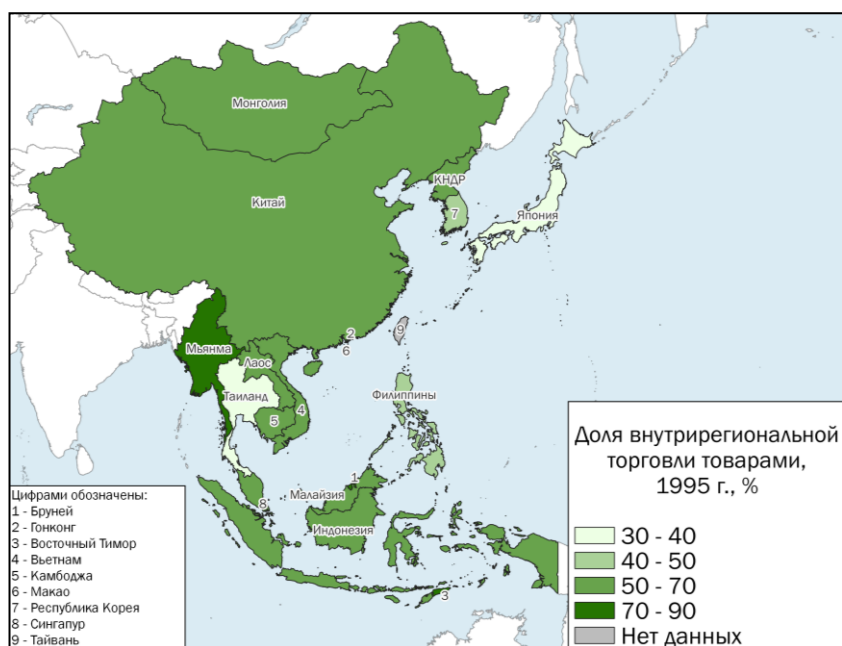 Монголия
КНДР
7
Китай
Япония
2
9
6
Мьянма
Лаос
Таиланд
Филиппины
4
5
1
Малайзия
8
Индонезия
3
Цифрами обозначены:
1 - Бруней
2 - Гонконг
3 - Восточный Тимор
4 - Вьетнам
5 - Камбоджа
6 - Макао
7 - Республика Корея
8 - Сингапур
9 - Тайвань
Доля внутрирегиональной
торговли товарами,
1995 г., %
30 - 40
40 - 50
50 - 70
70 - 90
Нет данных